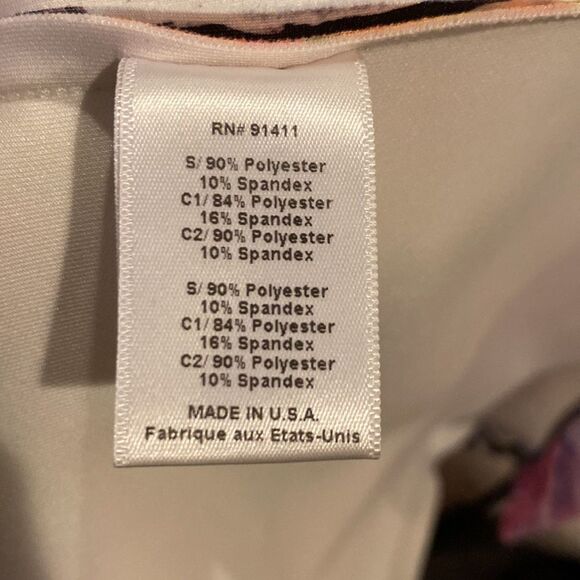 RN# 91411
S/ 90% Polyester
10% Spandex
C1/ 84% Polyester
16% Spandex
C2/ 90% Polyester
10% Spandex
S/ 90% Polyester
10% Spandex
C1/ 84% Polyester
16% Spandex
C2/ 90% Polyester
10% Spandex
MADE IN U.S.A.
Fabrique aux Etats-Unis